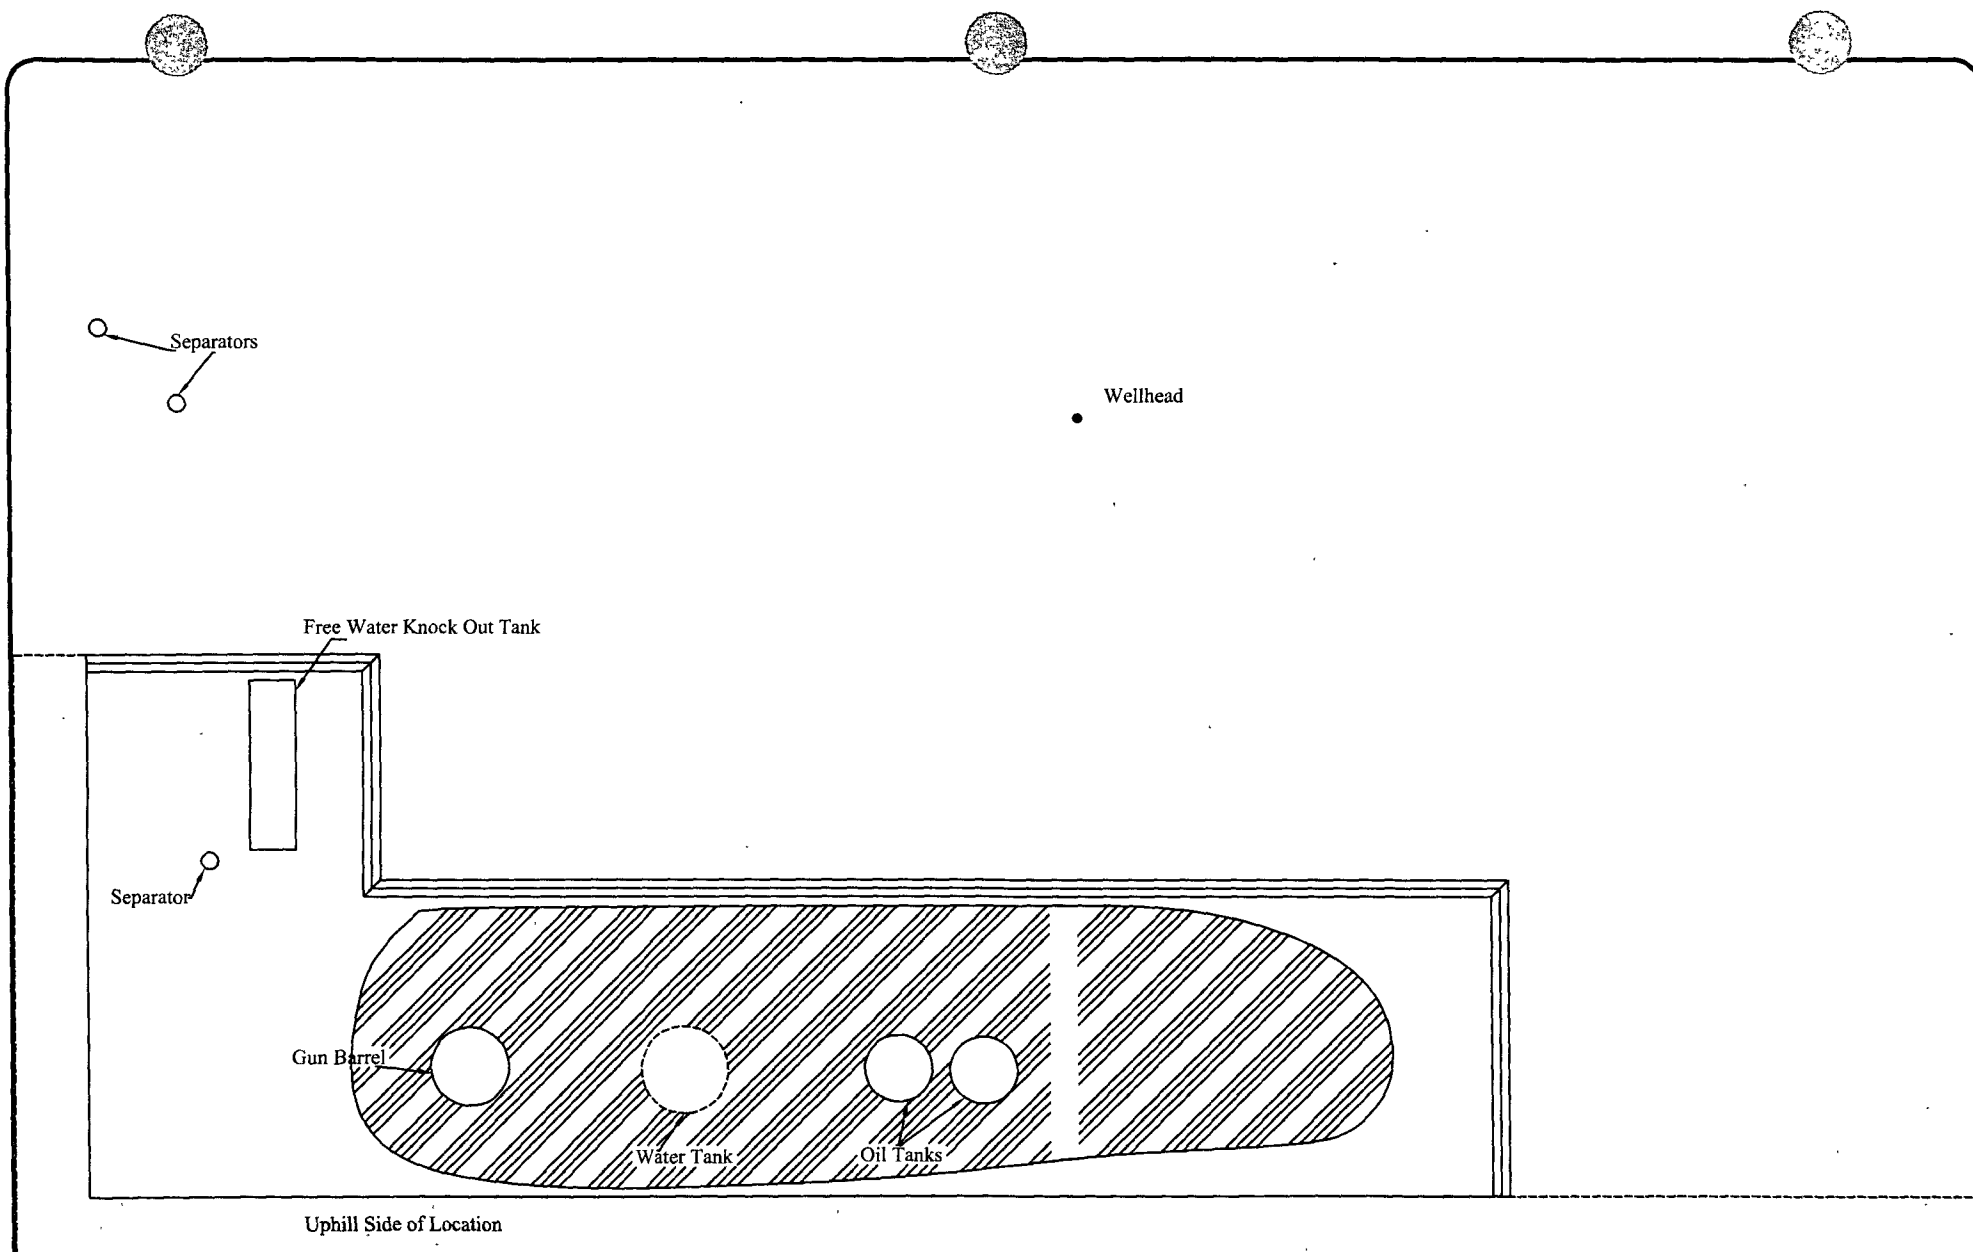 Separators
Wellhead
Free Water Knock Out Tank
Separator
Gun Barrel
Water Tank
Oil Tanks
Uphill Side of Location